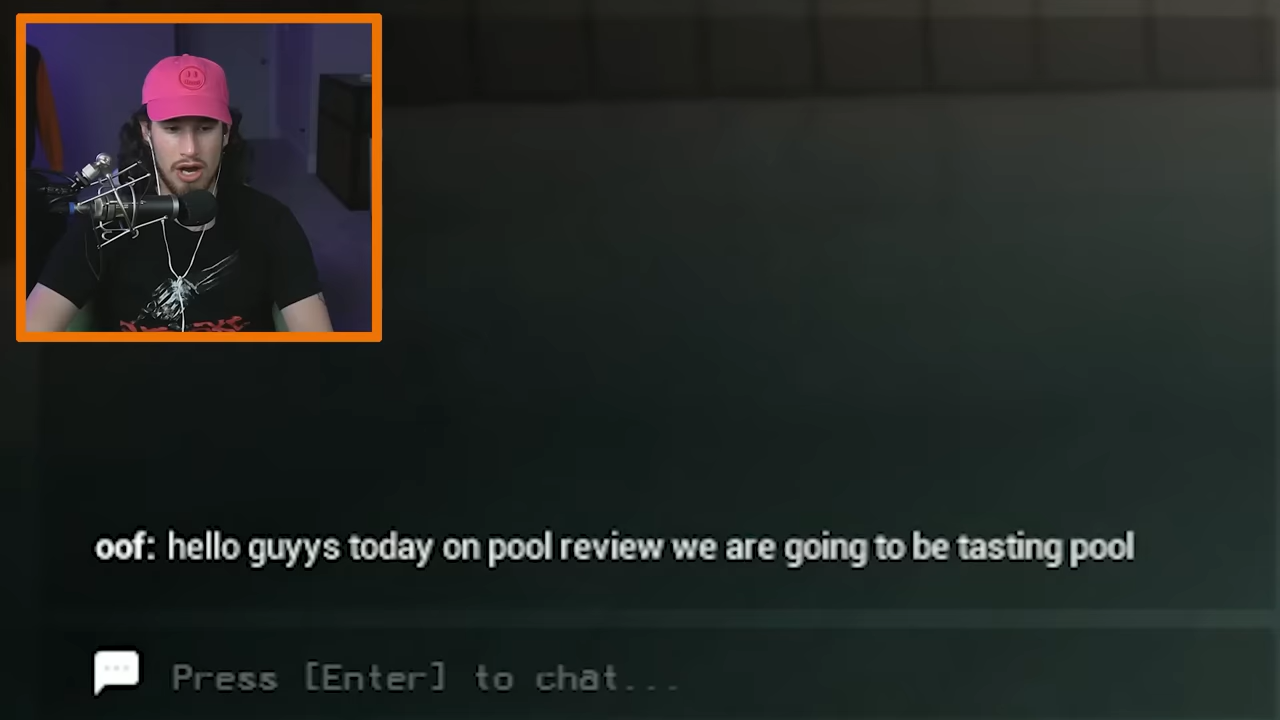 oof: hello guyys today on pool review we are going to be tasting pool
Press [Enter] to chat...